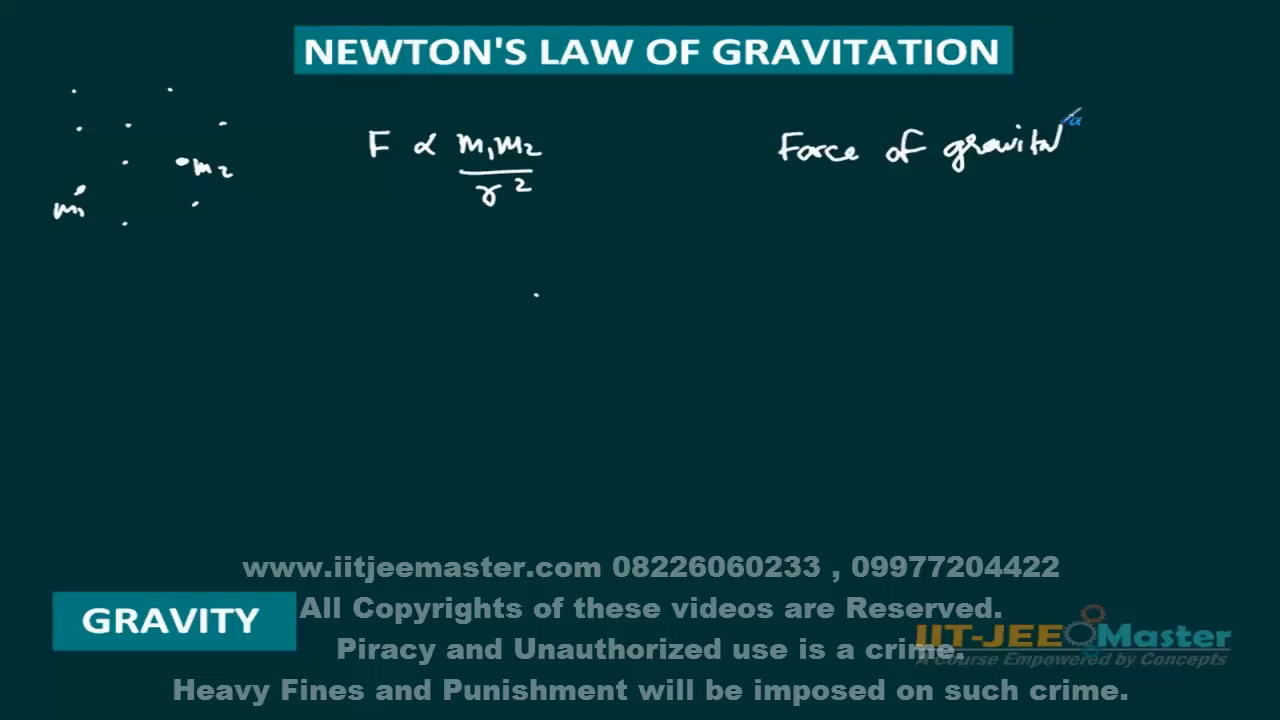 NEWTON'S LAW OF GRAVITATION
F ∝ m₁m₂ / r²
Force of gravita
m₂
m₁
www.iitjeemaster.com 08226060233 , 09977204422
GRAVITY
All Copyrights of these videos are Reserved.
IIT-JEE Master
Piracy and Unauthorized use is a crime.
A Course Empowered by Concepts
Heavy Fines and Punishment will be imposed on such crime.